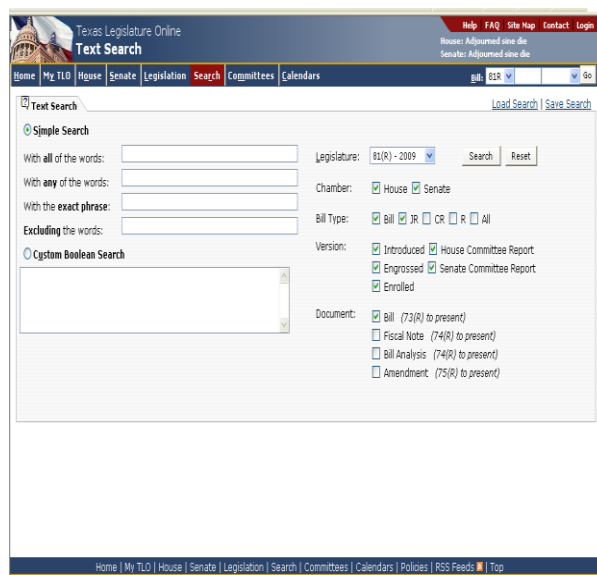 Texas Legislature Online
Text Search
Help FAQ Site Map Contact Login
House: Adjourned sine die
Senate: Adjourned sine die
Home My TLO House Senate Legislation Search Committees Calendars
Bill: 81R Go
Text Search
Load Search | Save Search
Simple Search
With all of the words:
With any of the words:
With the exact phrase:
Excluding the words:
Custom Boolean Search
Legislature: 81(R) - 2009 Search Reset
Chamber: House Senate
Bill Type: Bill JR CR R All
Version: Introduced House Committee Report
Engrossed Senate Committee Report
Enrolled
Document: Bill (73(R) to present)
Fiscal Note (74(R) to present)
Bill Analysis (74(R) to present)
Amendment (75(R) to present)
Home | My TLO | House | Senate | Legislation | Search | Committees | Calendars | Policies | RSS Feeds | Top